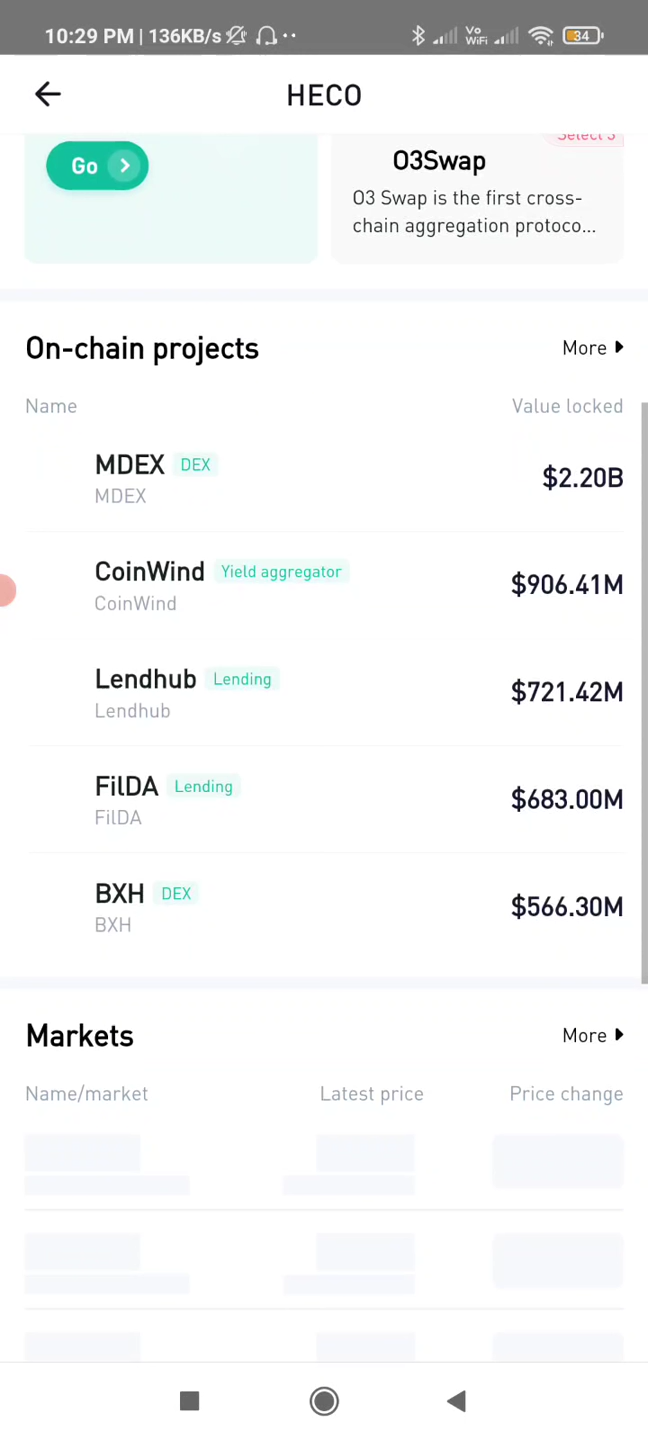 10:29 PM | 136KB/s
Vo WiFi
34
HECO
Go
Select 3
O3Swap
O3 Swap is the first cross-
chain aggregation protoco...
On-chain projects
More
Name
Value locked
MDEX DEX
MDEX
$2.20B
CoinWind Yield aggregator
CoinWind
$906.41M
Lendhub Lending
Lendhub
$721.42M
FilDA Lending
FilDA
$683.00M
BXH DEX
BXH
$566.30M
Markets
More
Name/market
Latest price
Price change